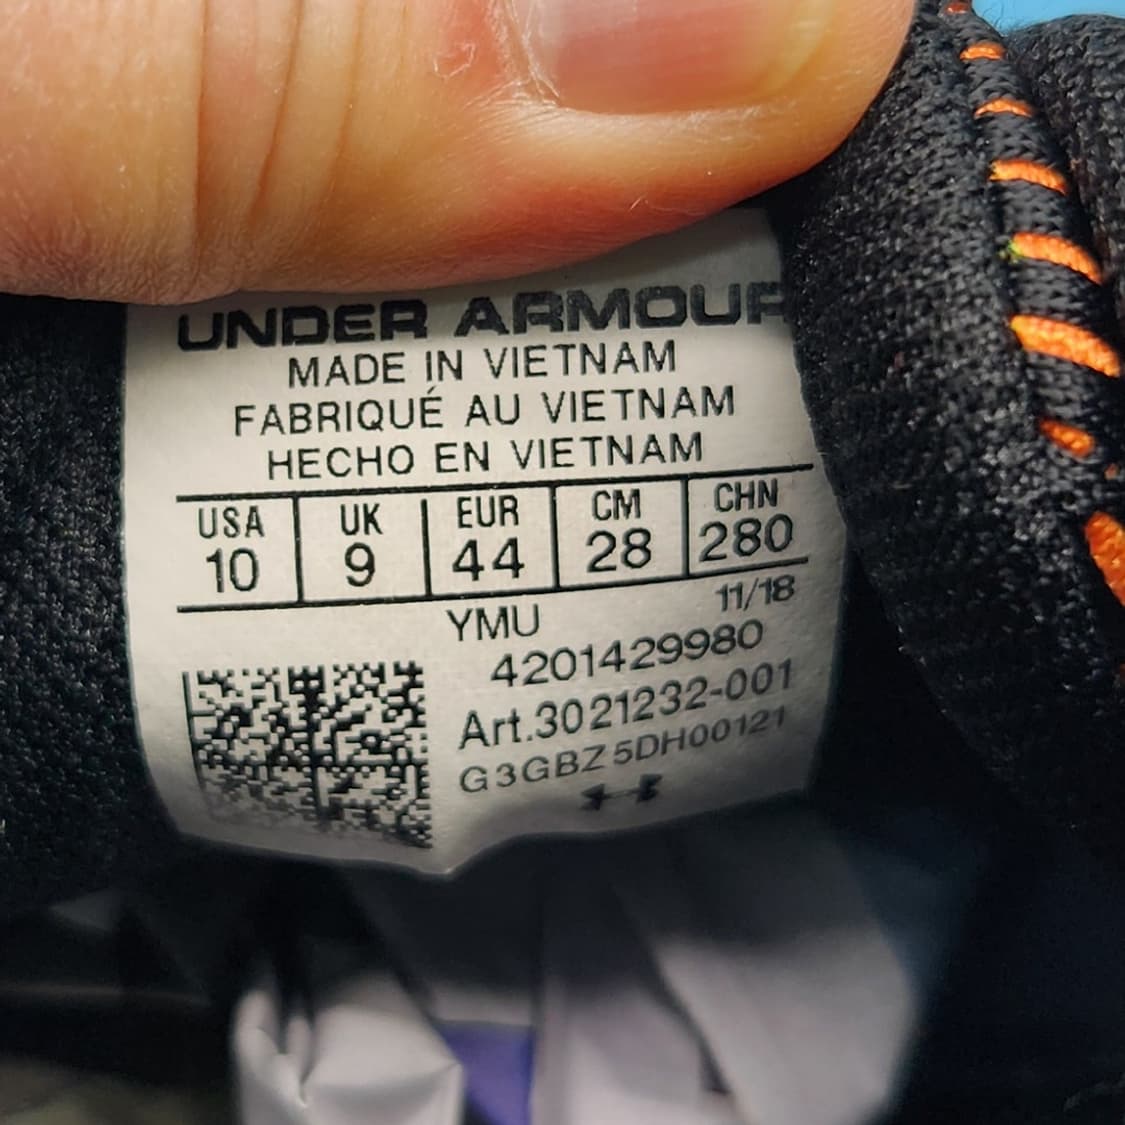 UNDER ARMOUR
MADE IN VIETNAM
FABRIQUÉ AU VIETNAM
HECHO EN VIETNAM
USA UK EUR CM CHN
10 9 44 28 280
YMU 11/18
4201429980
Art.3021232-001
G3GBZ5DH00121